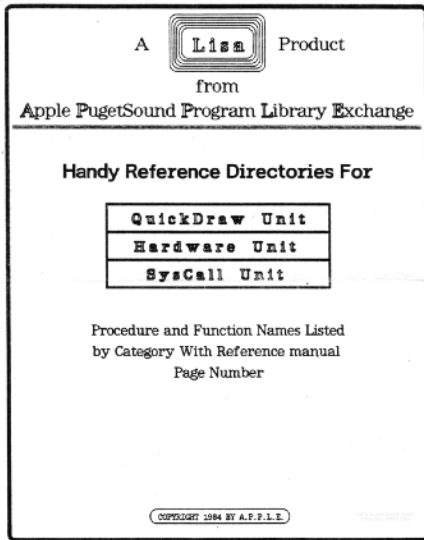 A Lisa Product
from
Apple PugetSound Program Library Exchange
Handy Reference Directories For
QuickDraw Unit
Hardware Unit
SysCall Unit
Procedure and Function Names Listed
by Category With Reference manual
Page Number
COPYRIGHT 1984 BY A.P.P.L.E.